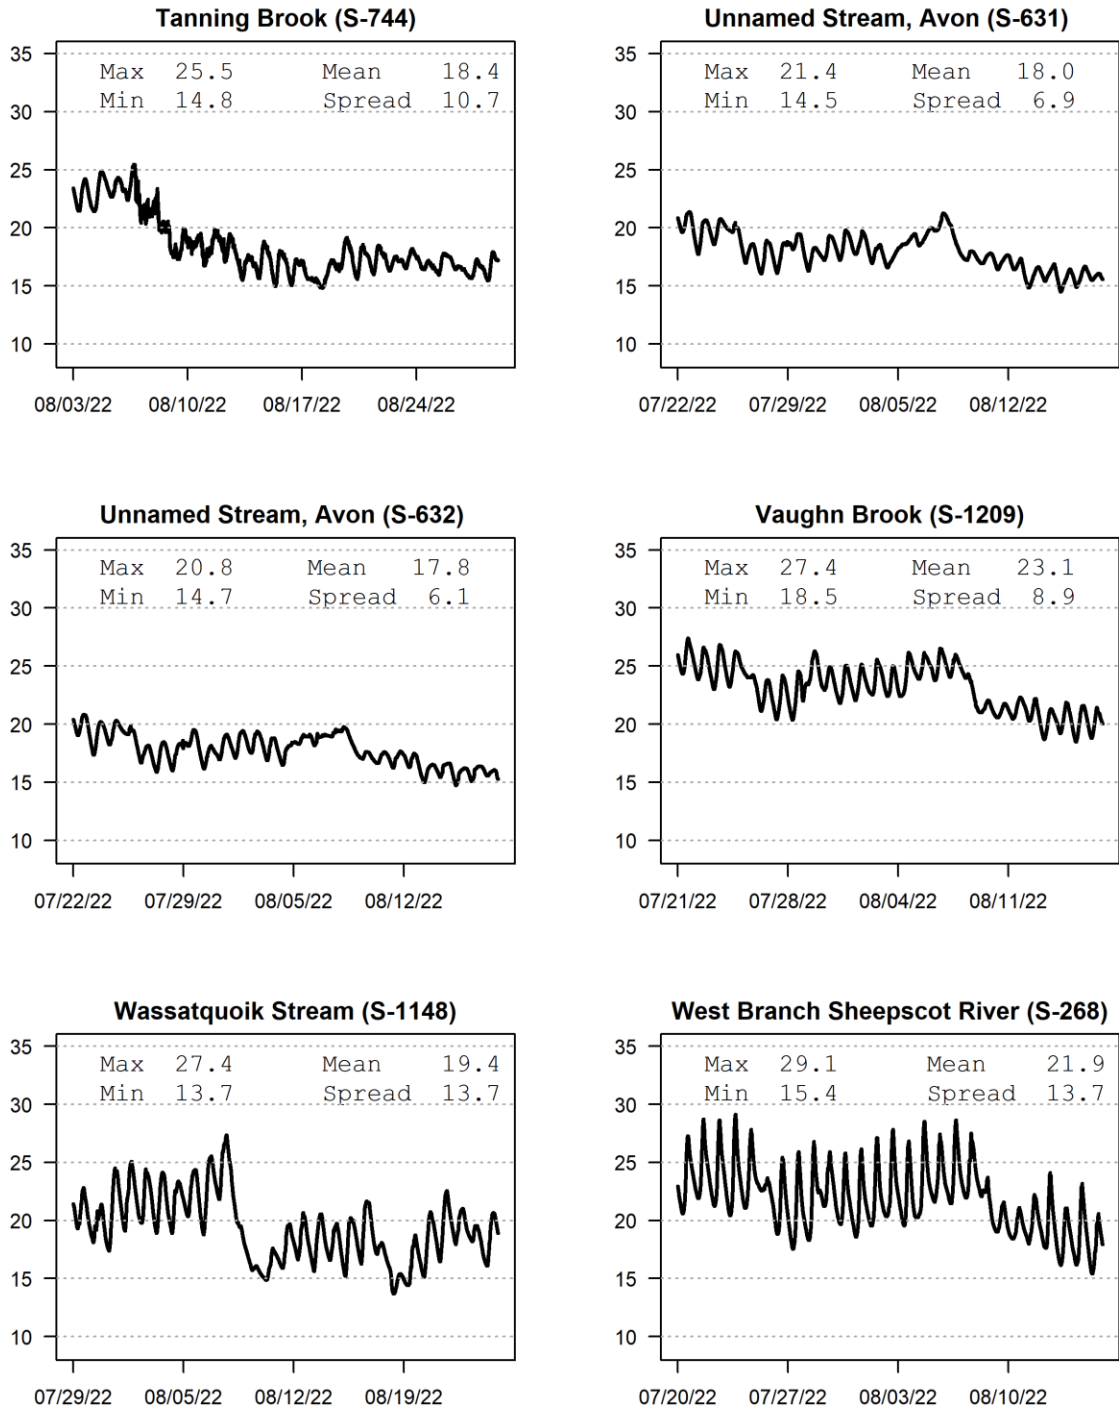 Tanning Brook (S-744)
Max 25.5 Mean 18.4
Min 14.8 Spread 10.7
35
30
25
20
15
10
08/03/22 08/10/22 08/17/22 08/24/22
Unnamed Stream, Avon (S-631)
Max 21.4 Mean 18.0
Min 14.5 Spread 6.9
35
30
25
20
15
10
07/22/22 07/29/22 08/05/22 08/12/22
Unnamed Stream, Avon (S-632)
Max 20.8 Mean 17.8
Min 14.7 Spread 6.1
35
30
25
20
15
10
07/22/22 07/29/22 08/05/22 08/12/22
Vaughn Brook (S-1209)
Max 27.4 Mean 23.1
Min 18.5 Spread 8.9
35
30
25
20
15
10
07/21/22 07/28/22 08/04/22 08/11/22
Wassatquoik Stream (S-1148)
Max 27.4 Mean 19.4
Min 13.7 Spread 13.7
35
30
25
20
15
10
07/29/22 08/05/22 08/12/22 08/19/22
West Branch Sheepscot River (S-268)
Max 29.1 Mean 21.9
Min 15.4 Spread 13.7
35
30
25
20
15
10
07/20/22 07/27/22 08/03/22 08/10/22